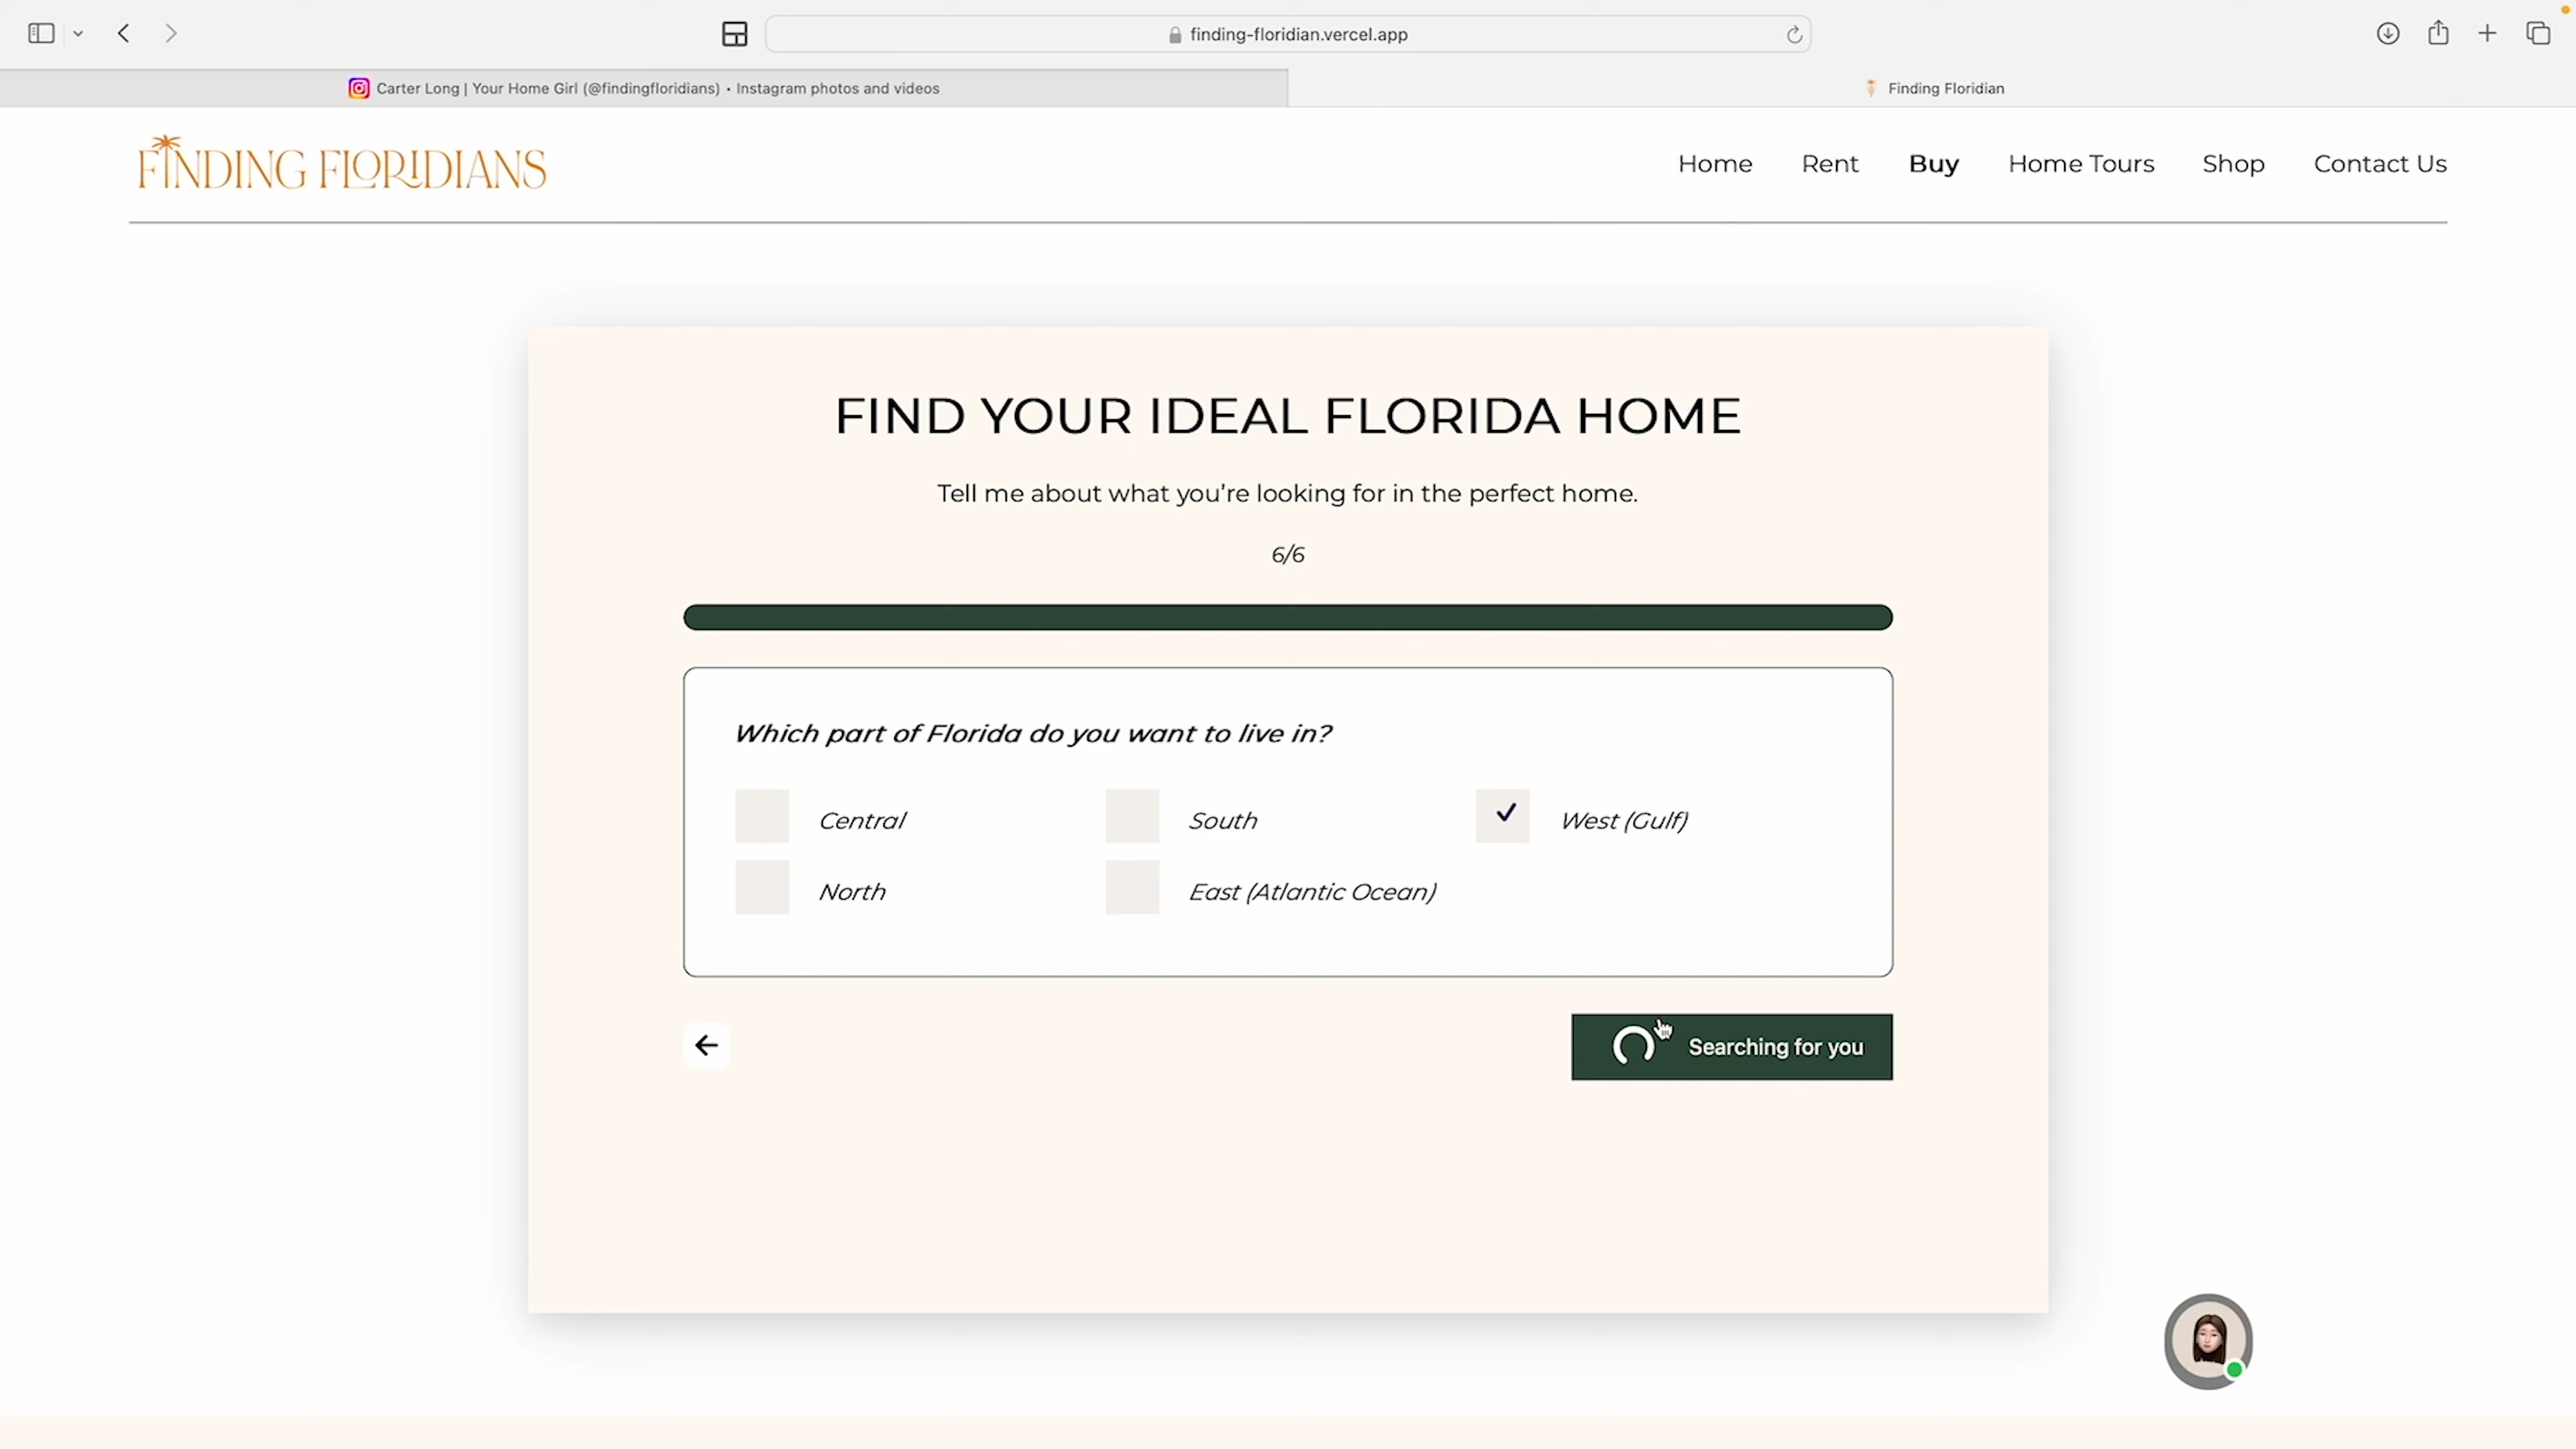 finding-floridian.vercel.app
Carter Long | Your Home Girl (@findingfloridians) • Instagram photos and videos
Finding Floridian
FINDING FLORIDIANS
Home Rent Buy Home Tours Shop Contact Us
FIND YOUR IDEAL FLORIDA HOME
Tell me about what you're looking for in the perfect home.
6/6
Which part of Florida do you want to live in?
Central South West (Gulf)
North East (Atlantic Ocean)
Searching for you